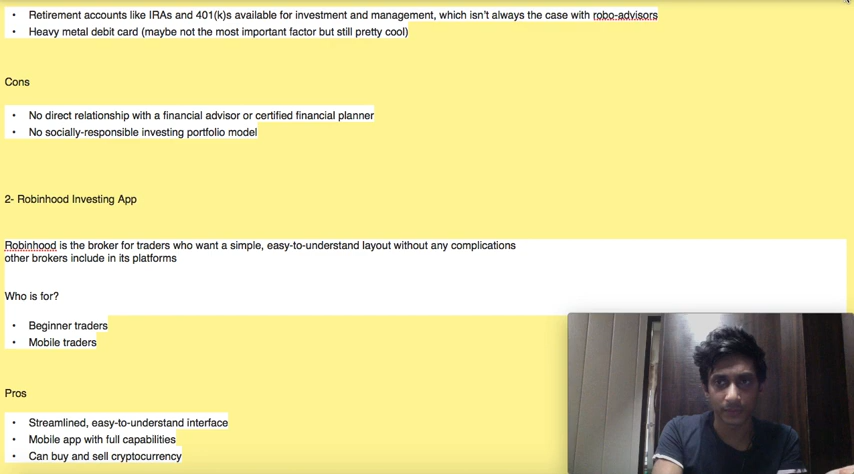 • Retirement accounts like IRAs and 401(k)s available for investment and management, which isn't always the case with robo-advisors
• Heavy metal debit card (maybe not the most important factor but still pretty cool)
Cons
• No direct relationship with a financial advisor or certified financial planner
• No socially-responsible investing portfolio model
2- Robinhood Investing App
Robinhood is the broker for traders who want a simple, easy-to-understand layout without any complications
other brokers include in its platforms
Who is for?
• Beginner traders
• Mobile traders
Pros
• Streamlined, easy-to-understand interface
• Mobile app with full capabilities
• Can buy and sell cryptocurrency